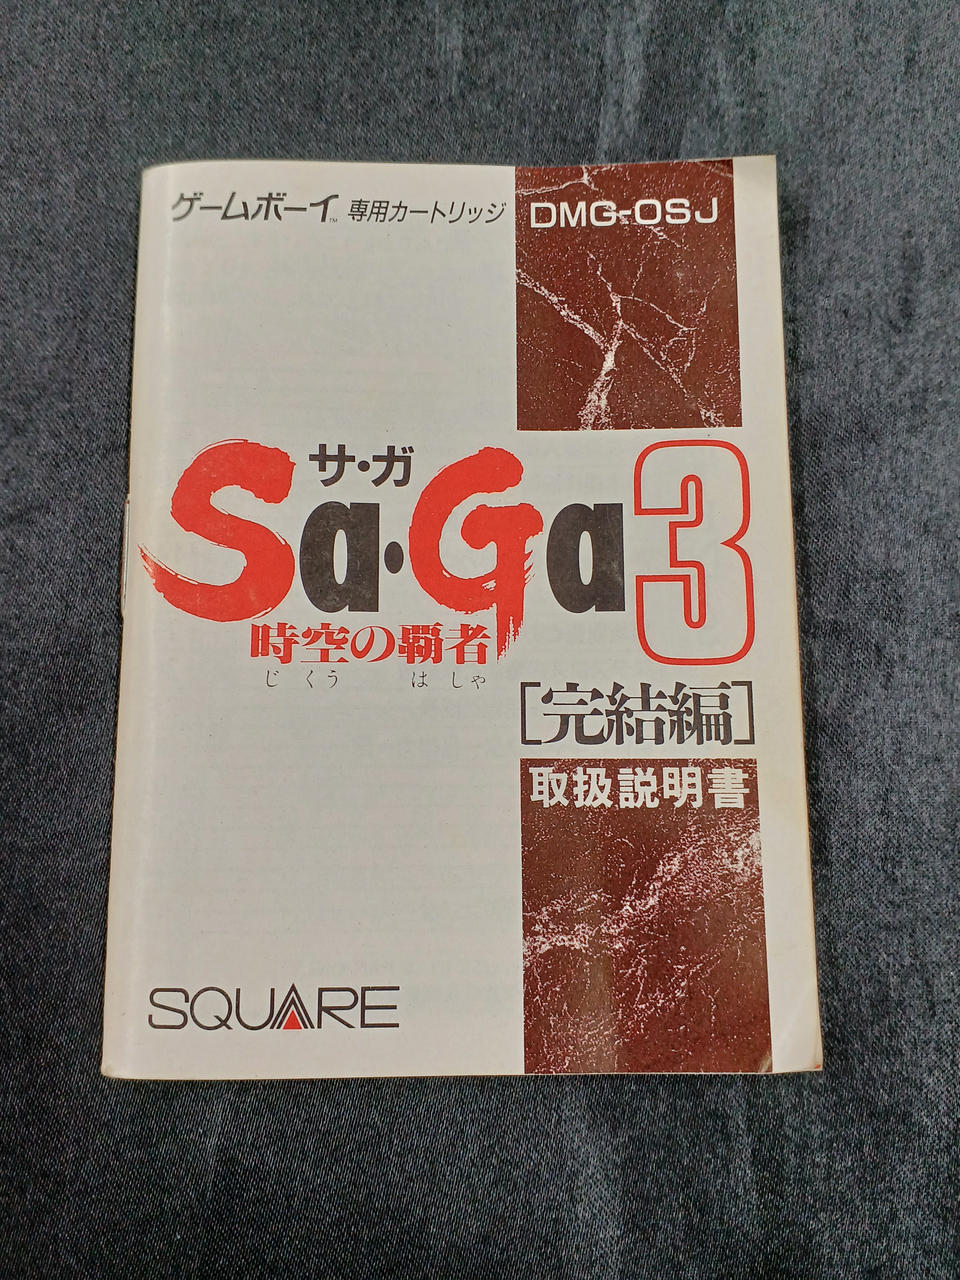 ゲームボーイ™ 専用カートリッジ
DMG-OSJ
サ・ガ
Sa・Ga3
時空の覇者
じくう はしゃ
[完結編]
取扱説明書
SQUARE